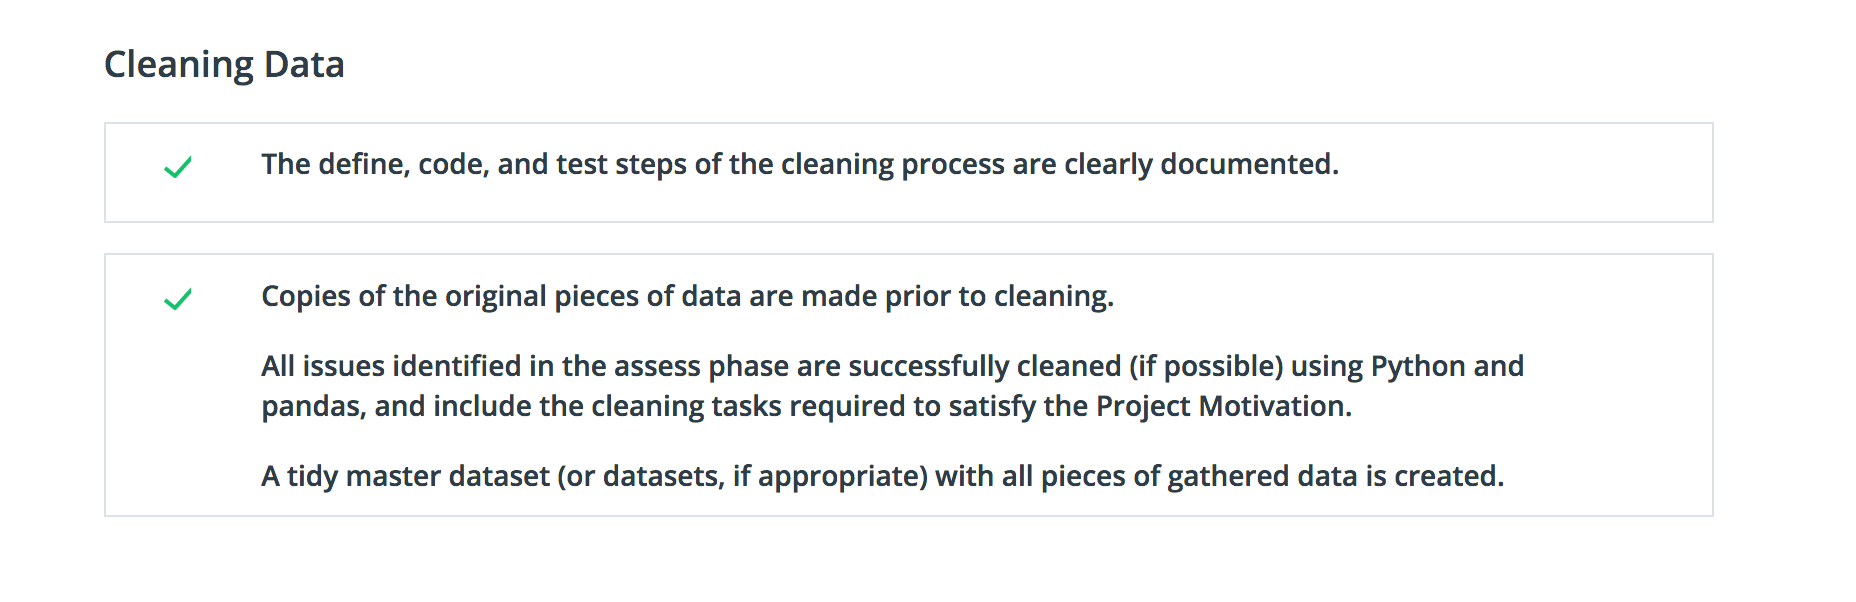 Cleaning Data
The define, code, and test steps of the cleaning process are clearly documented.
Copies of the original pieces of data are made prior to cleaning.
All issues identified in the assess phase are successfully cleaned (if possible) using Python and
pandas, and include the cleaning tasks required to satisfy the Project Motivation.
A tidy master dataset (or datasets, if appropriate) with all pieces of gathered data is created.